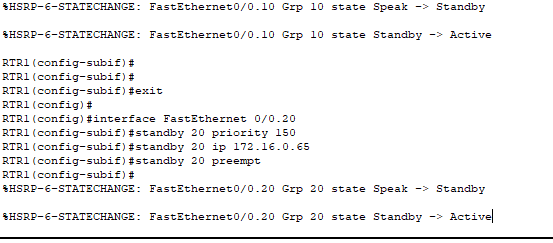 %HSRP-6-STATECHANGE: FastEthernet0/0.10 Grp 10 state Speak -> Standby
%HSRP-6-STATECHANGE: FastEthernet0/0.10 Grp 10 state Standby -> Active
RTR1(config-subif)#
RTR1(config-subif)#
RTR1(config-subif)#exit
RTR1(config)#
RTR1(config)#interface FastEthernet 0/0.20
RTR1(config-subif)#standby 20 priority 150
RTR1(config-subif)#standby 20 ip 172.16.0.65
RTR1(config-subif)#standby 20 preempt
RTR1(config-subif)#
%HSRP-6-STATECHANGE: FastEthernet0/0.20 Grp 20 state Speak -> Standby
%HSRP-6-STATECHANGE: FastEthernet0/0.20 Grp 20 state Standby -> Active